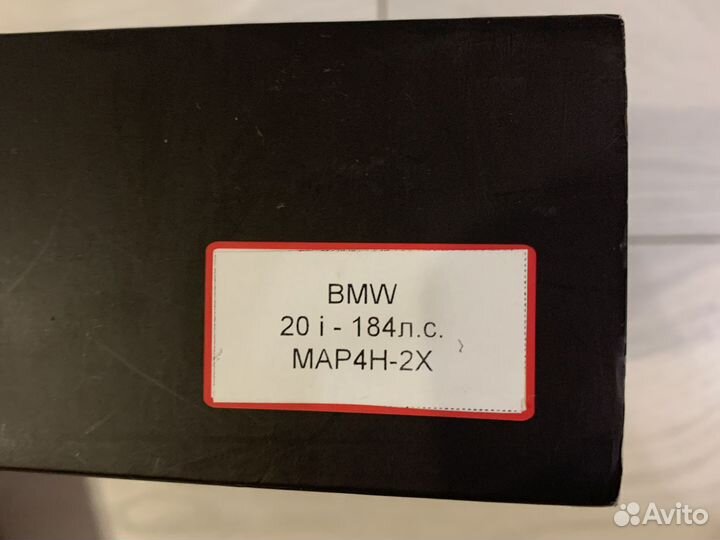 BMW
20 i - 184л.с.
MAP4H-2X
Avito